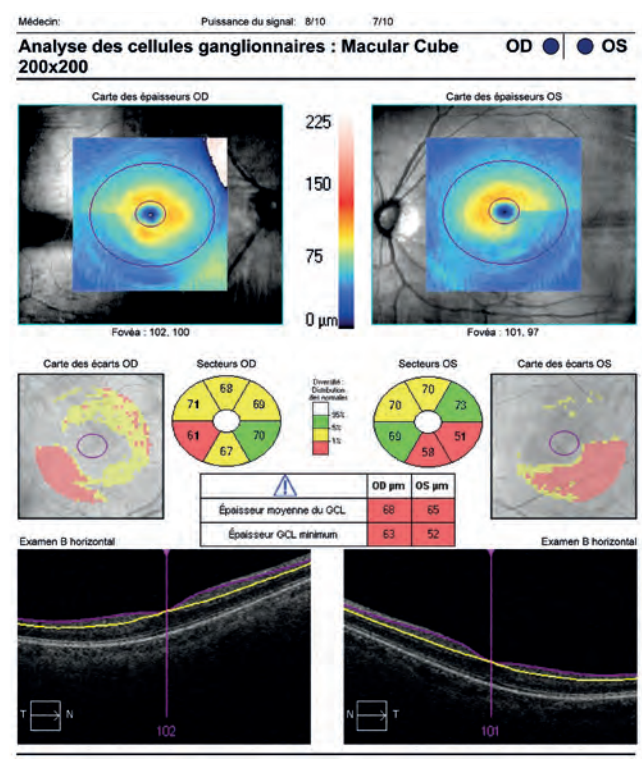 Médecin: Puissance du signal: 8/10 7/10
Analyse des cellules ganglionnaires : Macular Cube 200x200 OD OS
Carte des épaisseurs OD
Carte des épaisseurs OS
225
150
75
0 µm
Fovéa : 102, 100
Fovéa : 101, 97
Carte des écarts OD
Secteurs OD
Diversifié :
Distribution
des normales
95%
5%
1%
Secteurs OS
Carte des écarts OS
68
71 69
61 70
67
70
70 73
69 51
58
OD µm OS µm
Épaisseur moyenne du GCL 68 65
Épaisseur GCL minimum 63 52
Examen B horizontal
Examen B horizontal
T N
102
N T
101